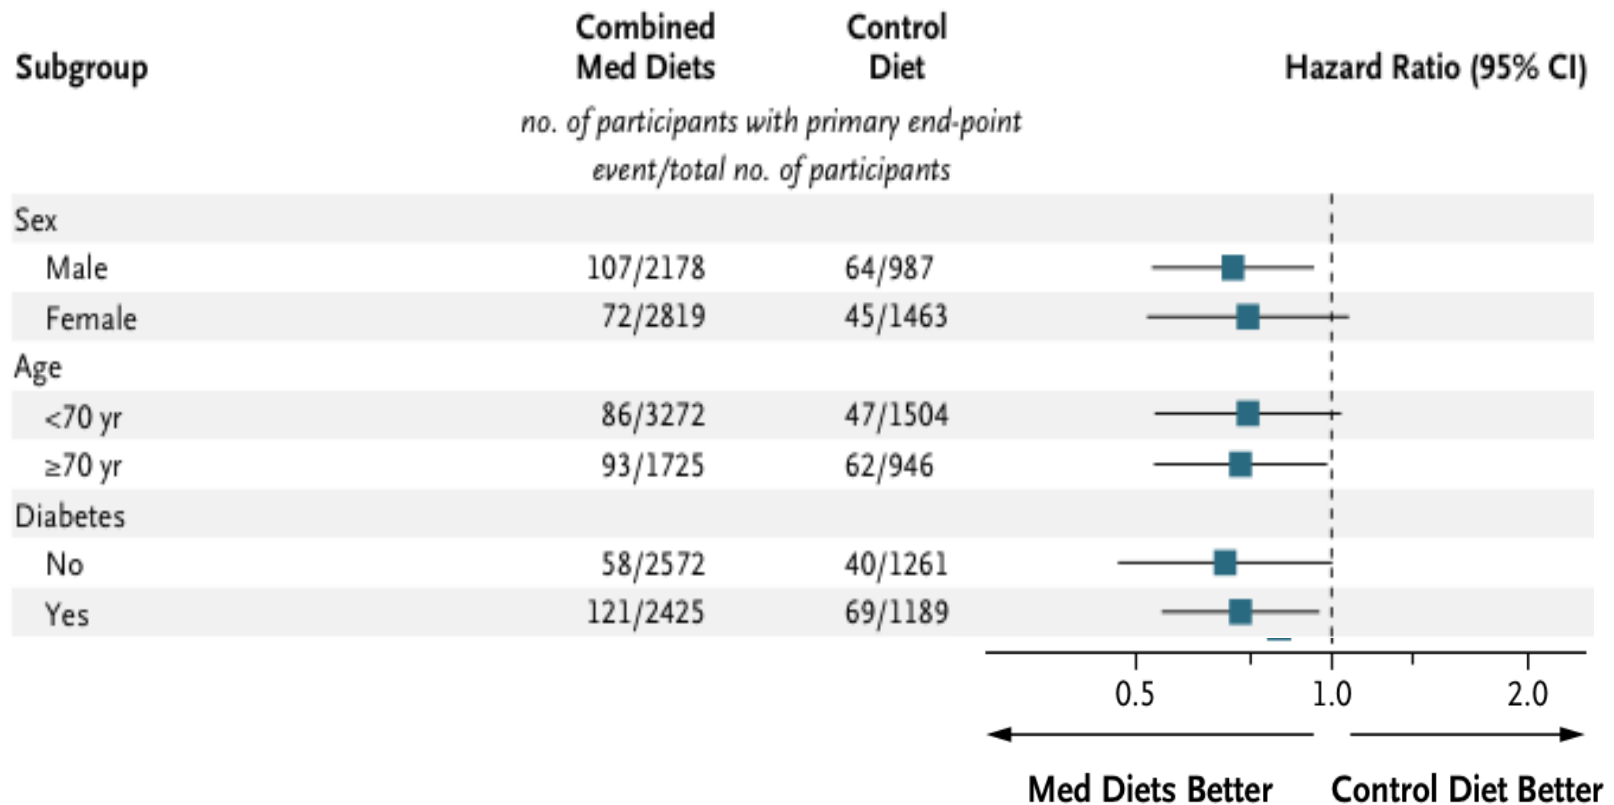 Combined Control
Subgroup Med Diets Diet Hazard Ratio (95% CI)
no. of participants with primary end-point
event/total no. of participants
Sex
Male 107/2178 64/987
Female 72/2819 45/1463
Age
<70 yr 86/3272 47/1504
≥70 yr 93/1725 62/946
Diabetes
No 58/2572 40/1261
Yes 121/2425 69/1189
0.5 1.0 2.0
Med Diets Better Control Diet Better